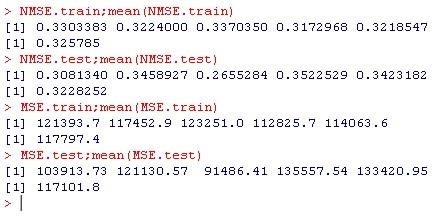 > NMSE.train;mean(NMSE.train)
[1] 0.3303383 0.3224000 0.3370350 0.3172968 0.3218547
[1] 0.325785
> NMSE.test;mean(NMSE.test)
[1] 0.3081340 0.3458927 0.2655284 0.3522529 0.3423182
[1] 0.3228252
> MSE.train;mean(MSE.train)
[1] 121393.7 117452.9 123251.0 112825.7 114063.6
[1] 117797.4
> MSE.test;mean(MSE.test)
[1] 103913.73 121130.57  91486.41 135557.54 133420.95
[1] 117101.8
>